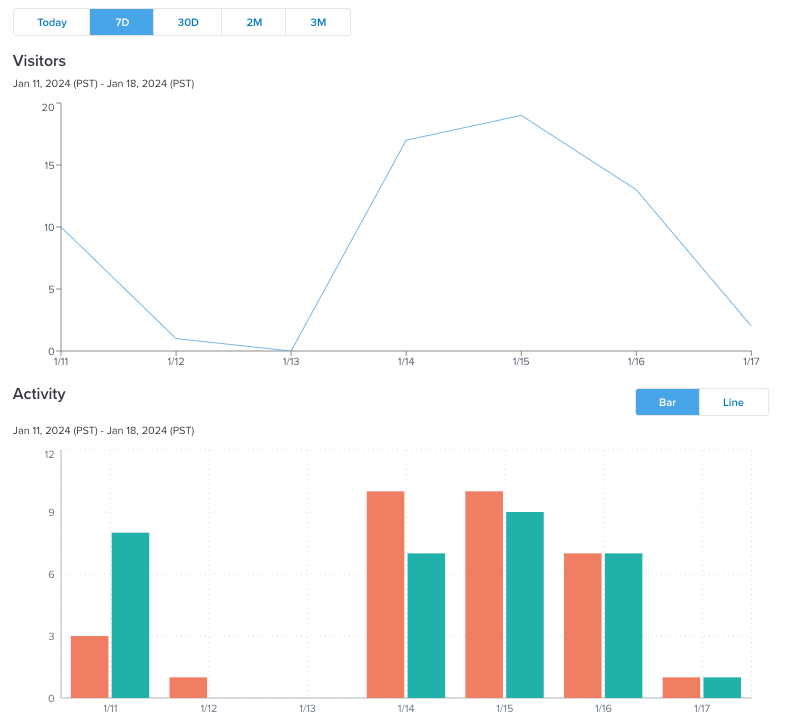 Today 7D 30D 2M 3M
Visitors
Jan 11, 2024 (PST) - Jan 18, 2024 (PST)
20
15
10
5
0
1/11 1/12 1/13 1/14 1/15 1/16 1/17
Activity
Bar Line
Jan 11, 2024 (PST) - Jan 18, 2024 (PST)
12
9
6
3
0
1/11 1/12 1/13 1/14 1/15 1/16 1/17